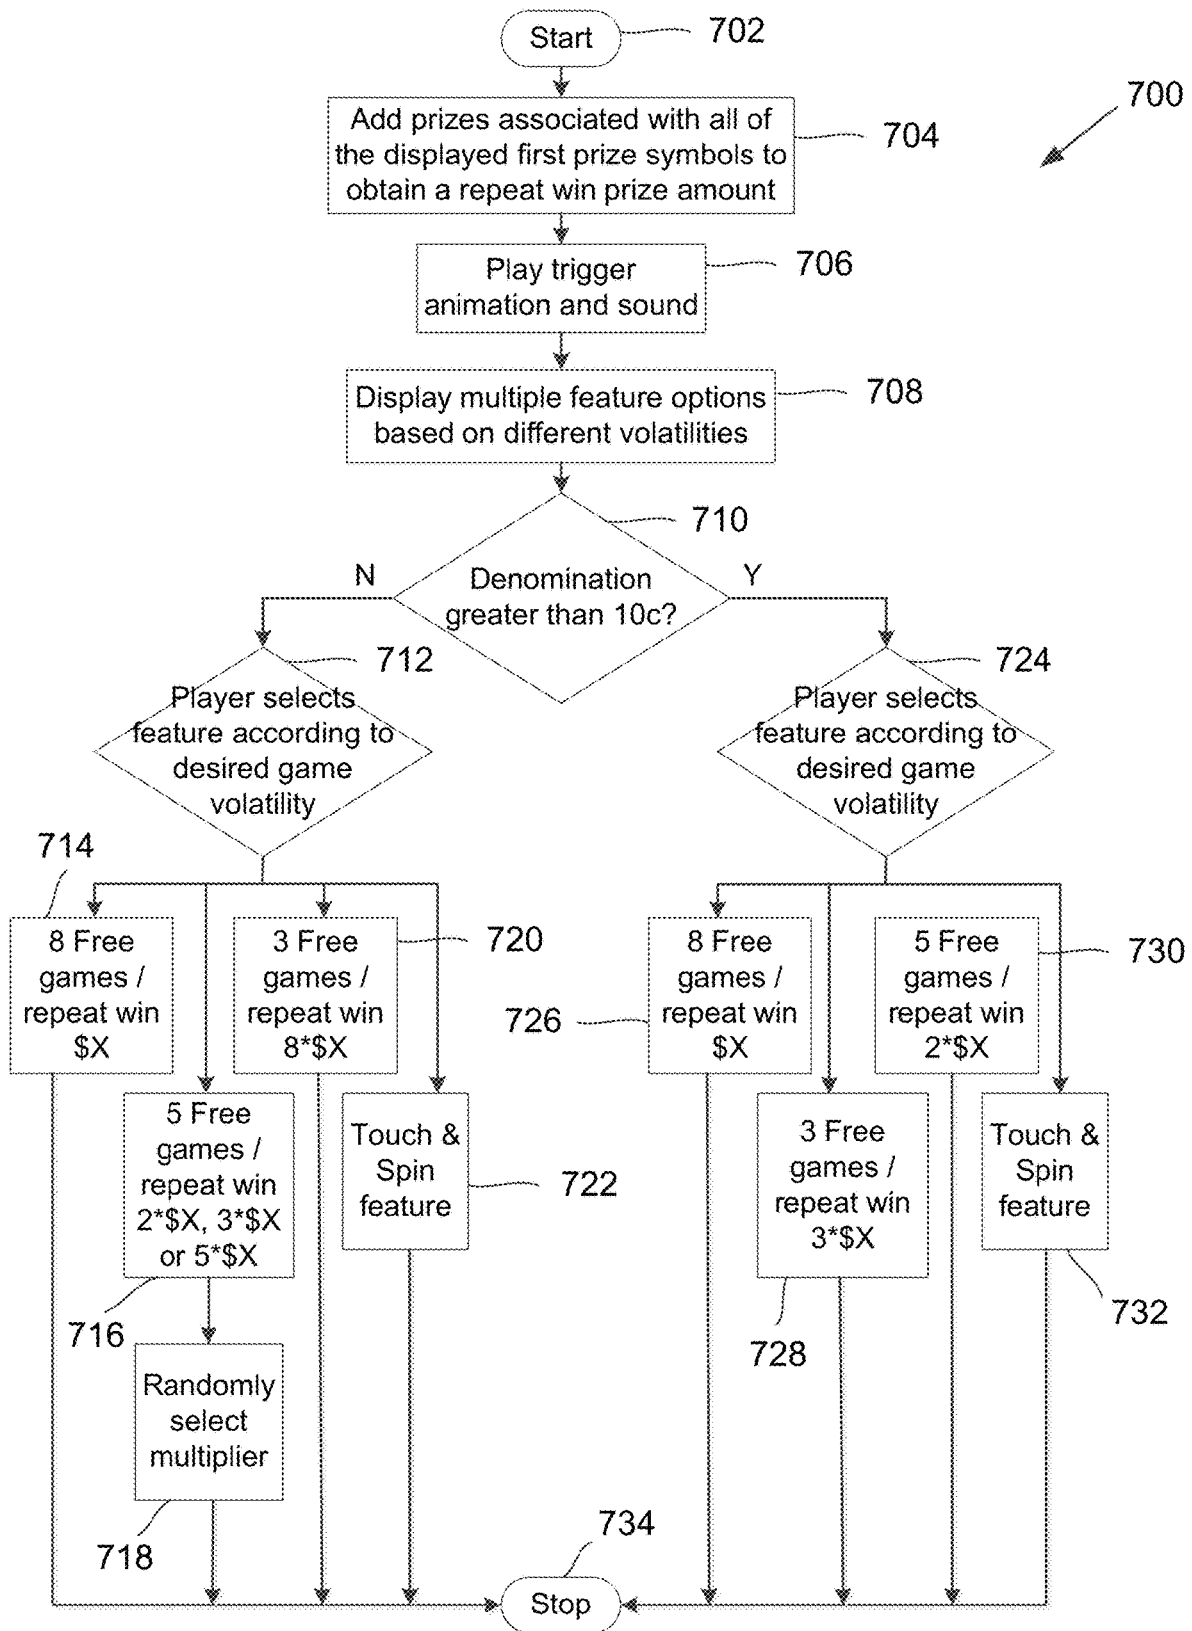 Start
702
700
Add prizes associated with all of
the displayed first prize symbols to
obtain a repeat win prize amount
704
Play trigger
animation and sound
706
Display multiple feature options
based on different volatilities
708
710
Denomination
greater than 10c?
N
Y
712
Player selects
feature according to
desired game
volatility
724
Player selects
feature according to
desired game
volatility
714
8 Free
games /
repeat win
$X
3 Free
games /
repeat win
8*$X
720
5 Free
games /
repeat win
2*$X, 3*$X
or 5*$X
716
Touch &
Spin
feature
722
Randomly
select
multiplier
718
8 Free
games /
repeat win
$X
726
5 Free
games /
repeat win
2*$X
730
3 Free
games /
repeat win
3*$X
728
Touch &
Spin
feature
732
734
Stop